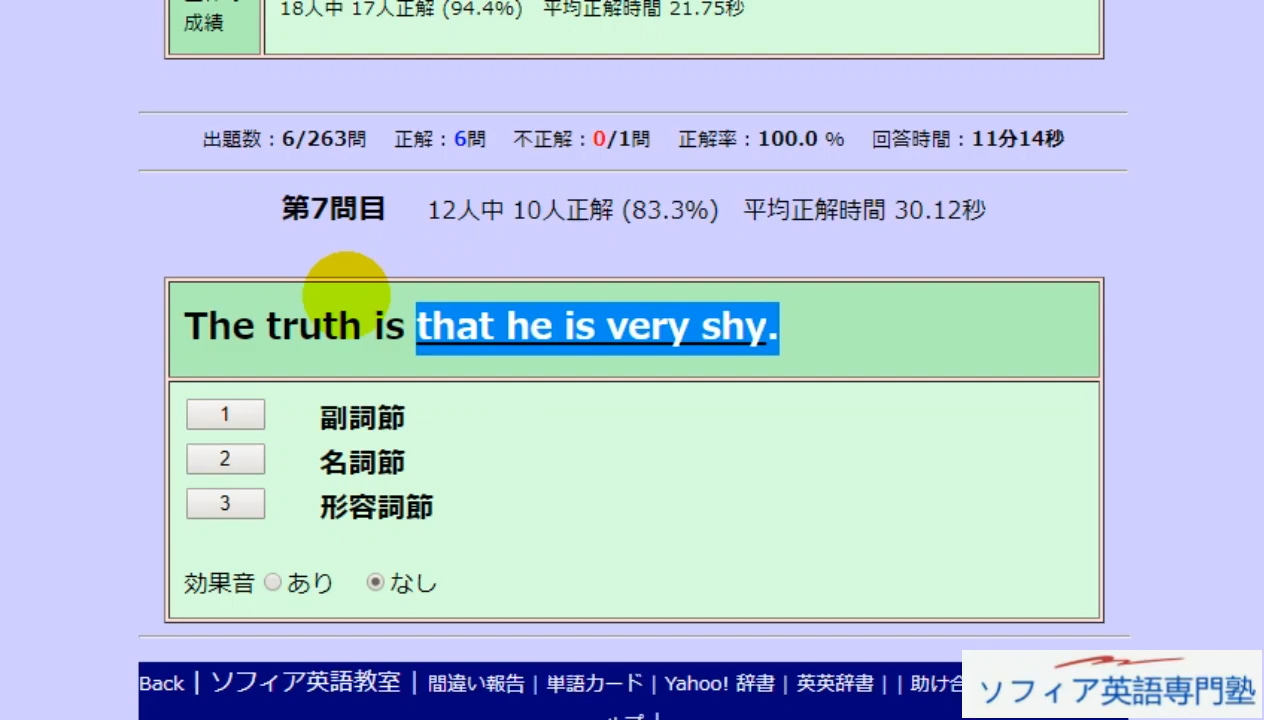 成績
18人中 17人正解 (94.4%) 平均正解時間 21.75秒
出題数：6/263問 正解：6問 不正解：0/1問 正解率：100.0 % 回答時間：11分14秒
第7問目 12人中 10人正解 (83.3%) 平均正解時間 30.12秒
The truth is that he is very shy.
1 副詞節
2 名詞節
3 形容詞節
効果音 あり なし
Back | ソフィア英語教室 | 間違い報告 | 単語カード | Yahoo! 辞書 | 英英辞書 | | 助け合
ソフィア英語専門塾